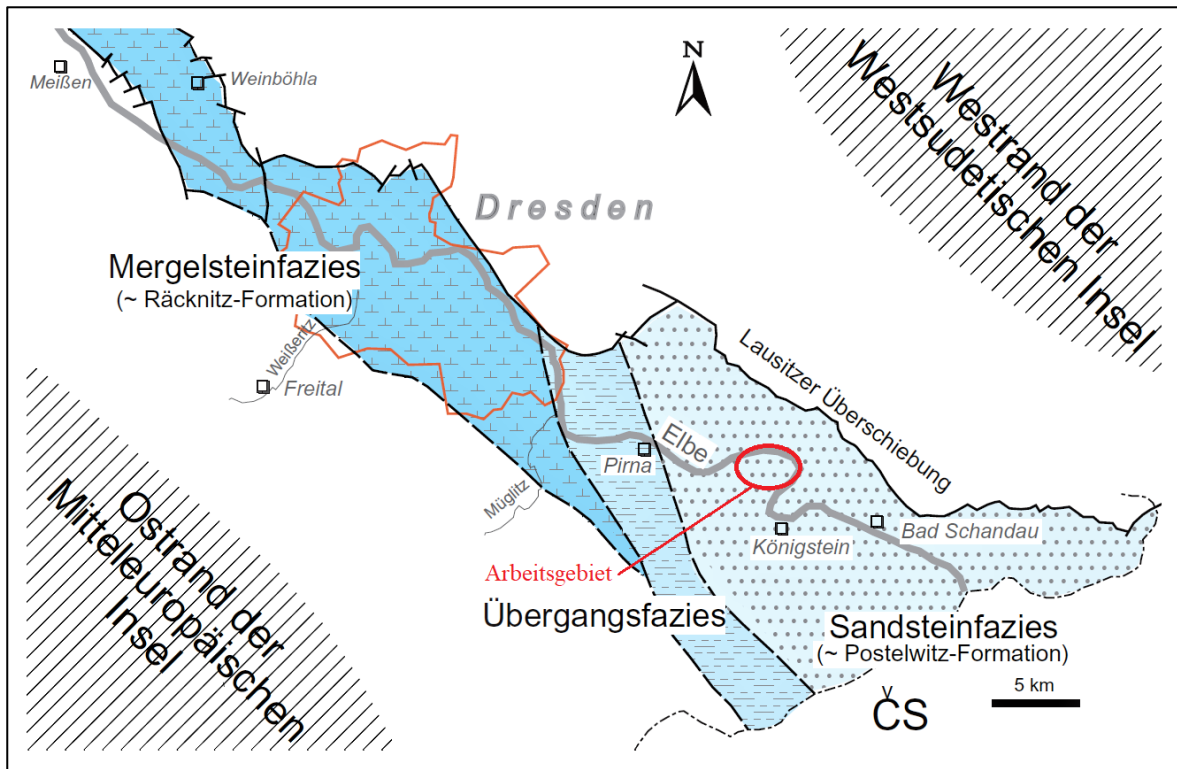 Meißen
Weinböhla
N
Westrand der
Westsudetischen Insel
Dresden
Mergelsteinfazies
(~ Räcknitz-Formation)
Weißeritz
Freital
Lausitzer Überschiebung
Elbe
Pirna
Müglitz
Königstein
Bad Schandau
Arbeitsgebiet
Übergangsfazies
Sandsteinfazies
(~ Postelwitz-Formation)
Ostrand der
Mitteleuropäischen
Insel
ČS
5 km